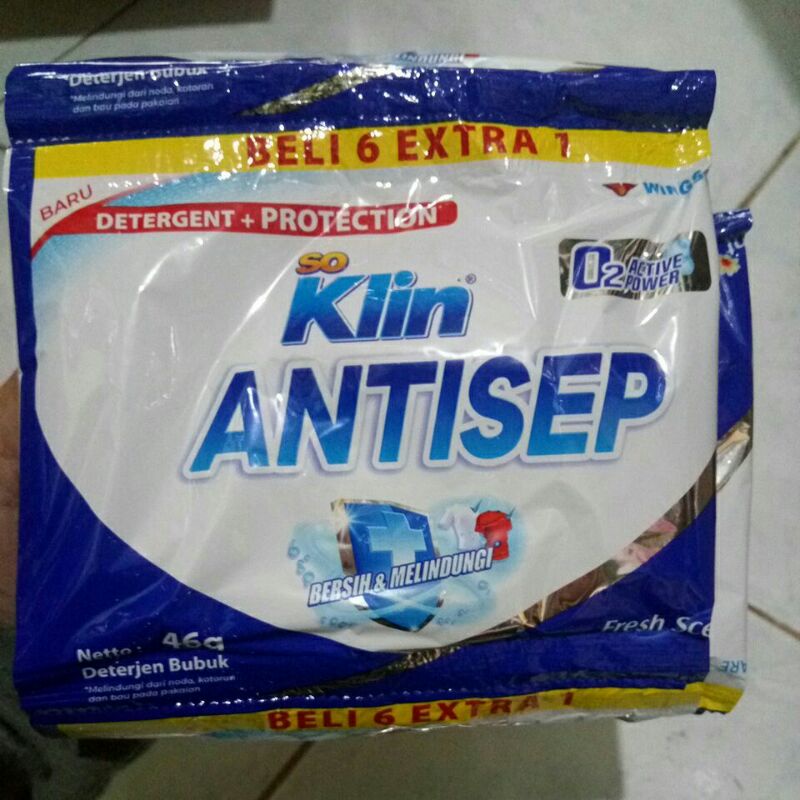 Deterjen Bubuk
*Melindungi dari noda, kotoran
dan bau pada pakaian
BELI 6 EXTRA 1
BARU
DETERGENT + PROTECTION
WINGS
O2 ACTIVE
POWER
SO
Klin®
ANTISEP
BERSIH & MELINDUNGI
Fresh Sce
Netto : 46g
Deterjen Bubuk
*Melindungi dari noda, kotoran
dan bau pada pakaian
BELI 6 EXTRA 1